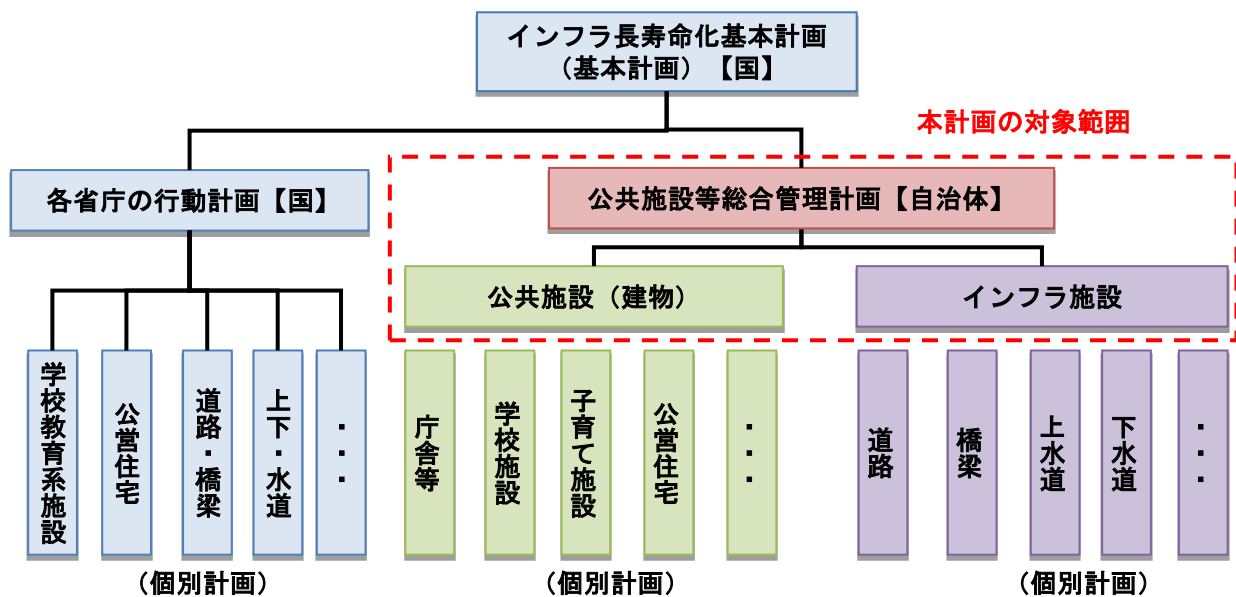 インフラ長寿命化基本計画
（基本計画）【国】
本計画の対象範囲
各省庁の行動計画【国】
公共施設等総合管理計画【自治体】
公共施設（建物）
インフラ施設
学校教育系施設
公営住宅
道路・橋梁
上下・水道
・・・
庁舎等
学校施設
子育て施設
公営住宅
・・・
道路
橋梁
上水道
下水道
・・・
（個別計画）
（個別計画）
（個別計画）